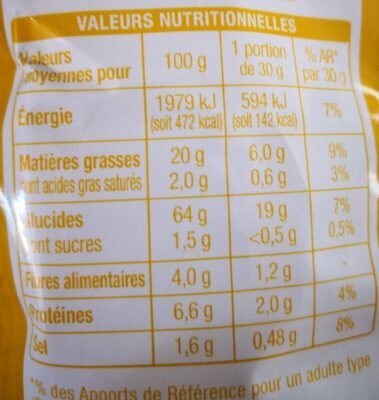 VALEURS NUTRITIONNELLES
Valeurs moyennes pour 100 g 1 portion de 30 g % AR* par 30 g
Énergie 1979 kJ (soit 472 kcal) 594 kJ (soit 142 kcal) 7%
Matières grasses 20 g 6,0 g 9%
dont acides gras saturés 2,0 g 0,6 g 3%
Glucides 64 g 19 g 7%
dont sucres 1,5 g <0,5 g 0,5%
Fibres alimentaires 4,0 g 1,2 g -
Protéines 6,6 g 2,0 g 4%
Sel 1,6 g 0,48 g 8%
*% des Apports de Référence pour un adulte type